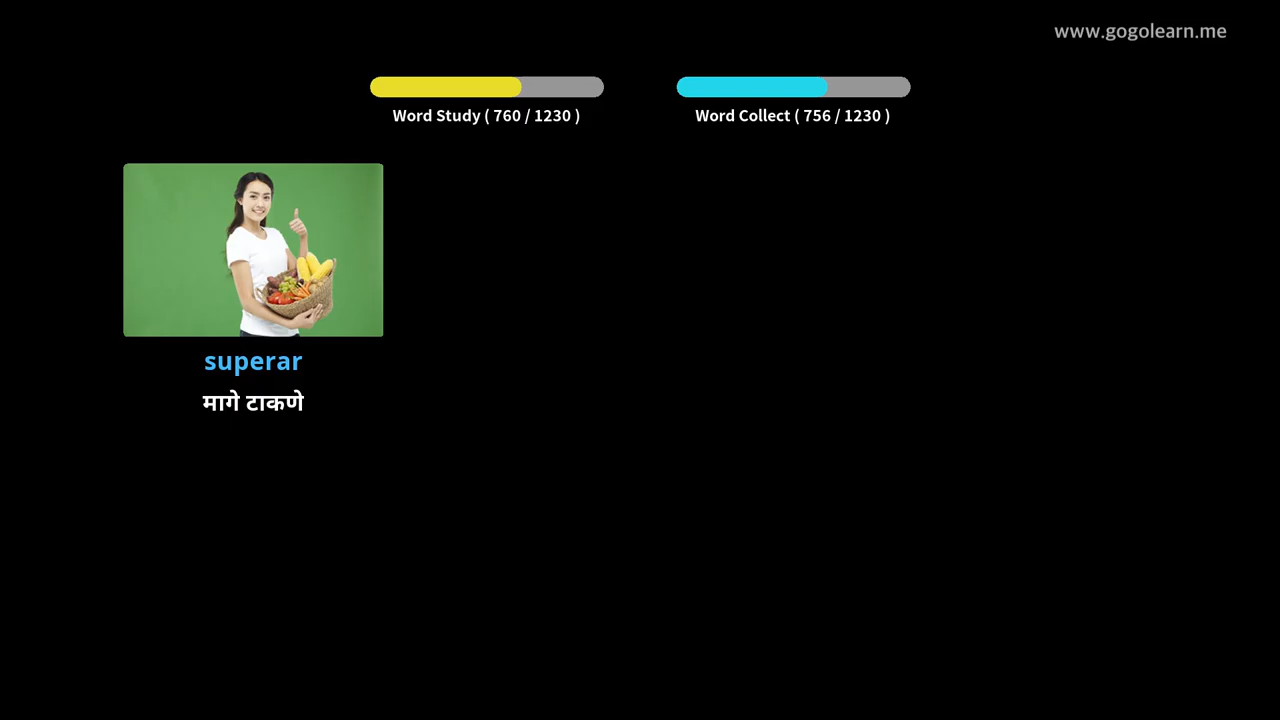 www.gogolearn.me
Word Study ( 760 / 1230 )
Word Collect ( 756 / 1230 )
superar
मागे टाकणे